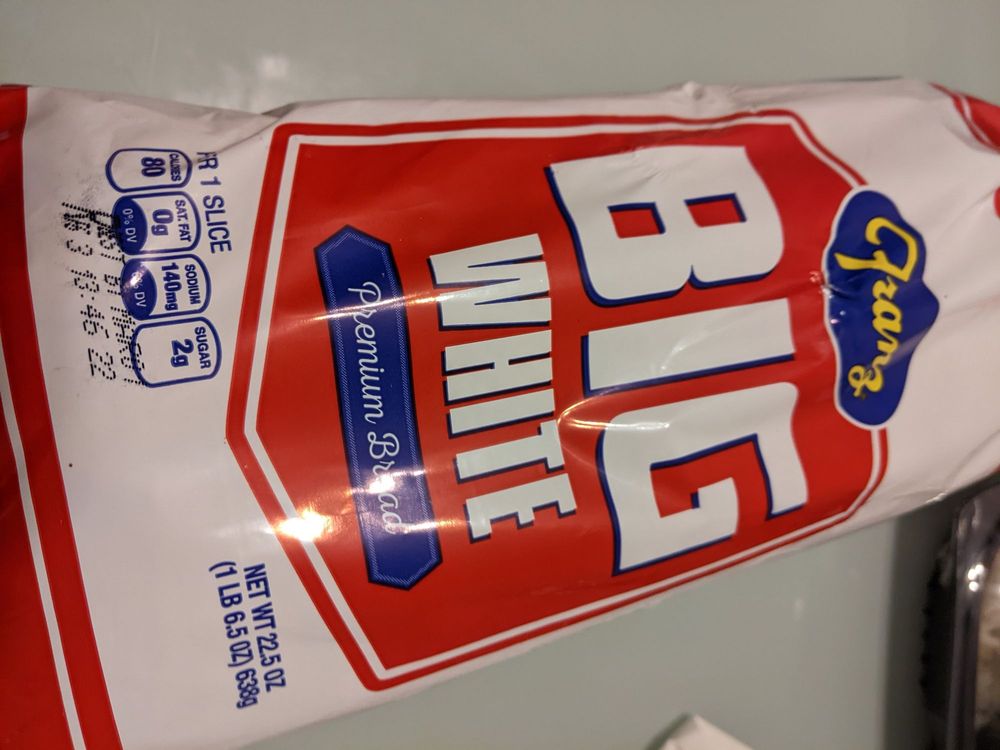 Franz
BIG
WHITE
Premium Bread
PER 1 SLICE
CALORIES
80
SAT. FAT
0g
0% DV
SODIUM
140mg
DV
SUGAR
2g
NET WT 22.5 OZ
(1 LB 6.5 OZ) 638g